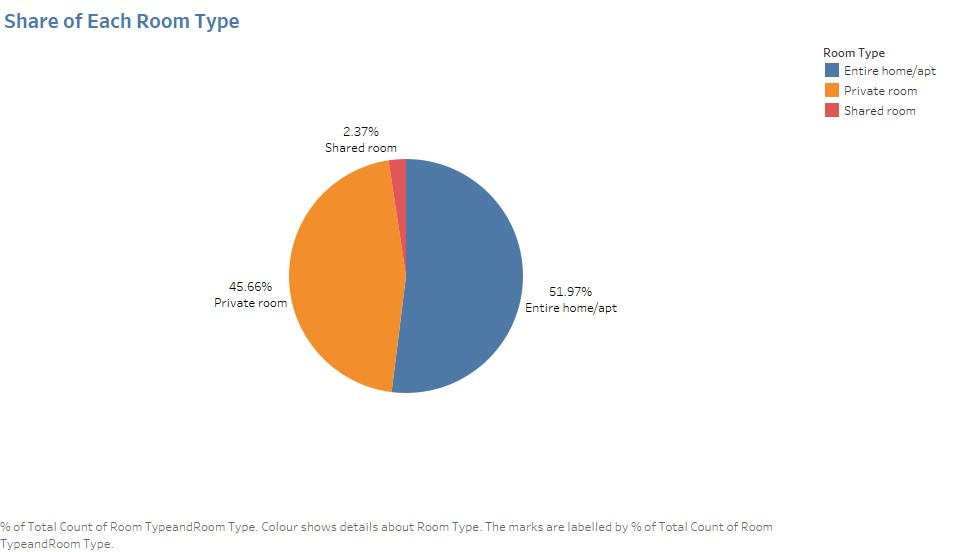 Share of Each Room Type
Room Type
Entire home/apt
Private room
Shared room
2.37%
Shared room
45.66%
Private room
51.97%
Entire home/apt
% of Total Count of Room TypeandRoom Type. Colour shows details about Room Type. The marks are labelled by % of Total Count of Room
TypeandRoom Type.